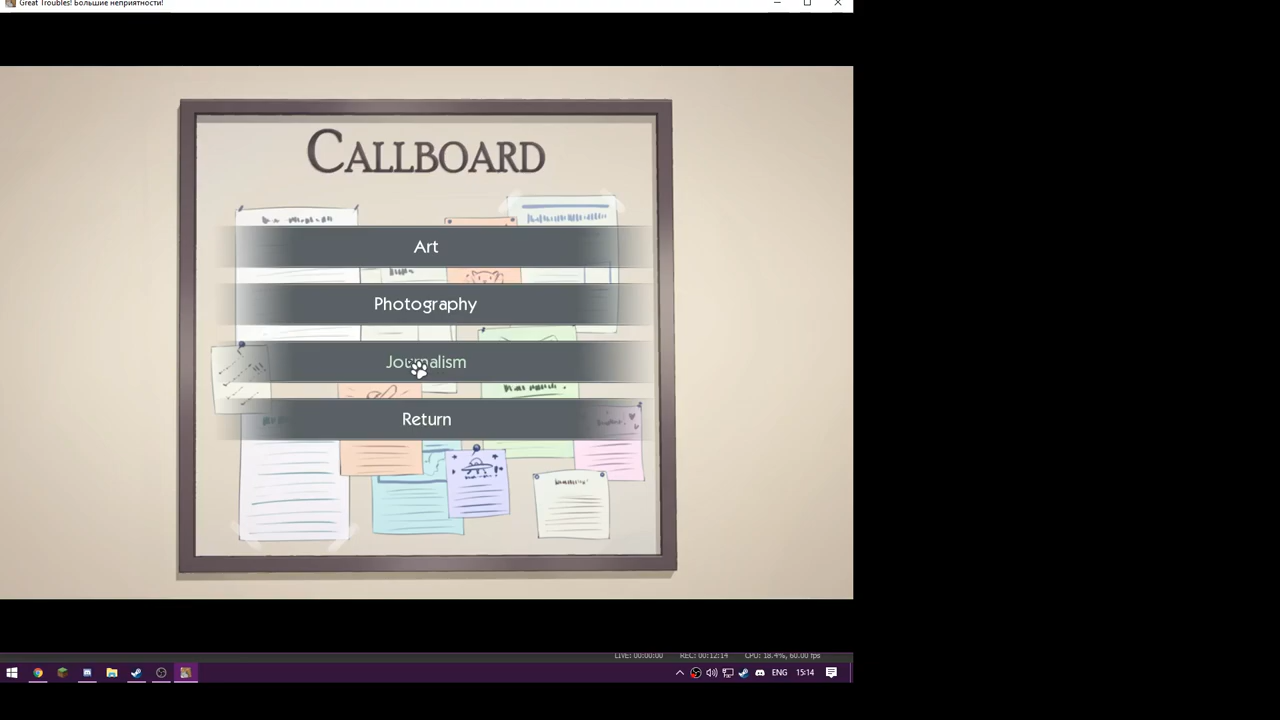 Great Troubles! Большие неприятности!
CALLBOARD
Art
Photography
Journalism
Return
LIVE: 00:00:00 REC: 00:12:14 CPU: 18.4%, 60.00 fps
ENG 15:14